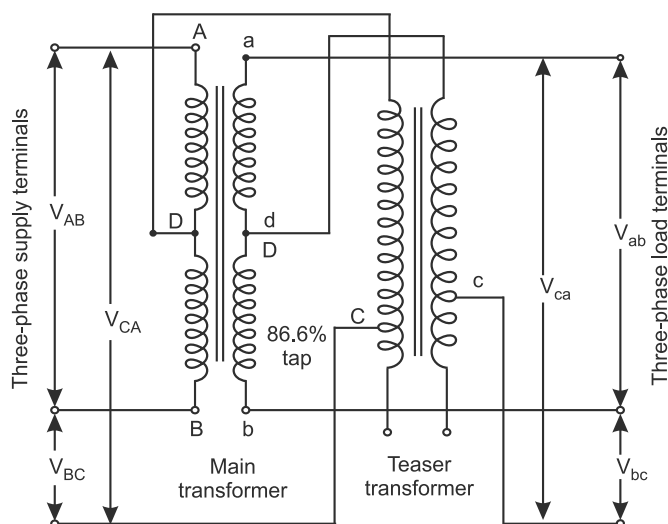 A
a
Three-phase supply terminals
V_AB
V_CA
D
d
D
C
c
86.6%
tap
V_ab
V_ca
Three-phase load terminals
B
b
V_BC
Main
transformer
Teaser
transformer
V_bc